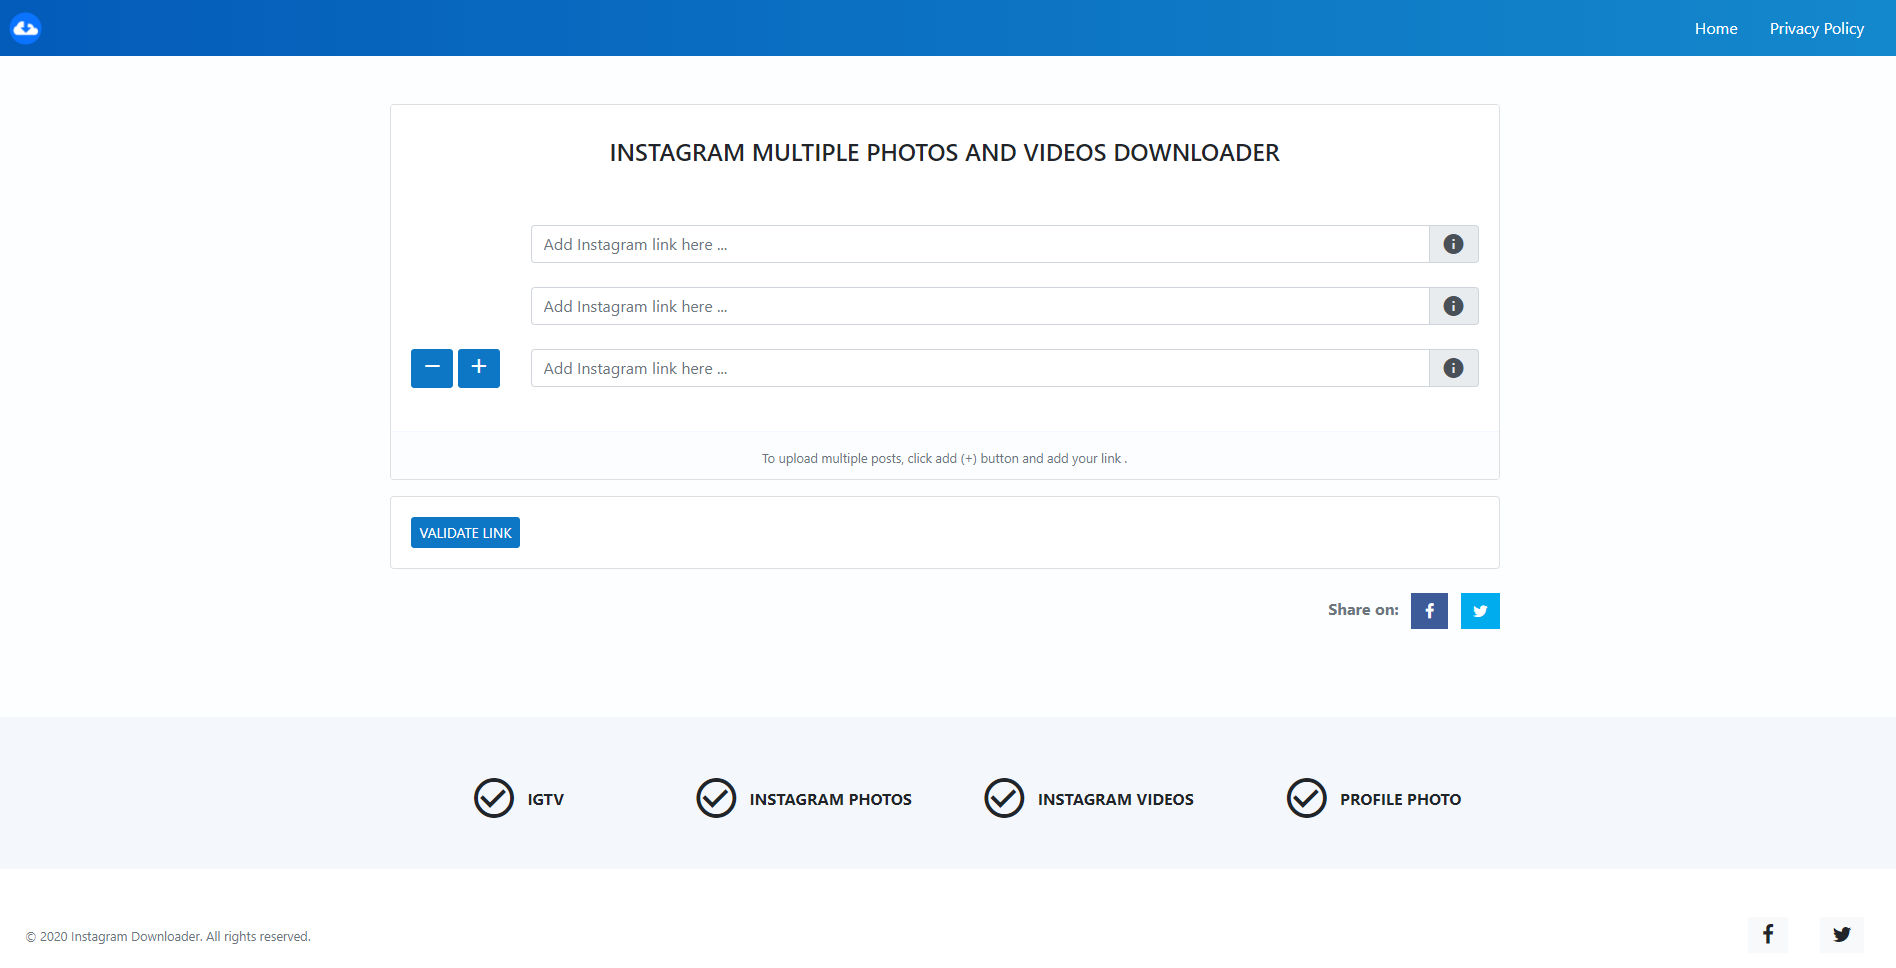 Home Privacy Policy
INSTAGRAM MULTIPLE PHOTOS AND VIDEOS DOWNLOADER
Add Instagram link here ...
Add Instagram link here ...
Add Instagram link here ...
To upload multiple posts, click add (+) button and add your link .
VALIDATE LINK
Share on:
IGTV INSTAGRAM PHOTOS INSTAGRAM VIDEOS PROFILE PHOTO
© 2020 Instagram Downloader. All rights reserved.